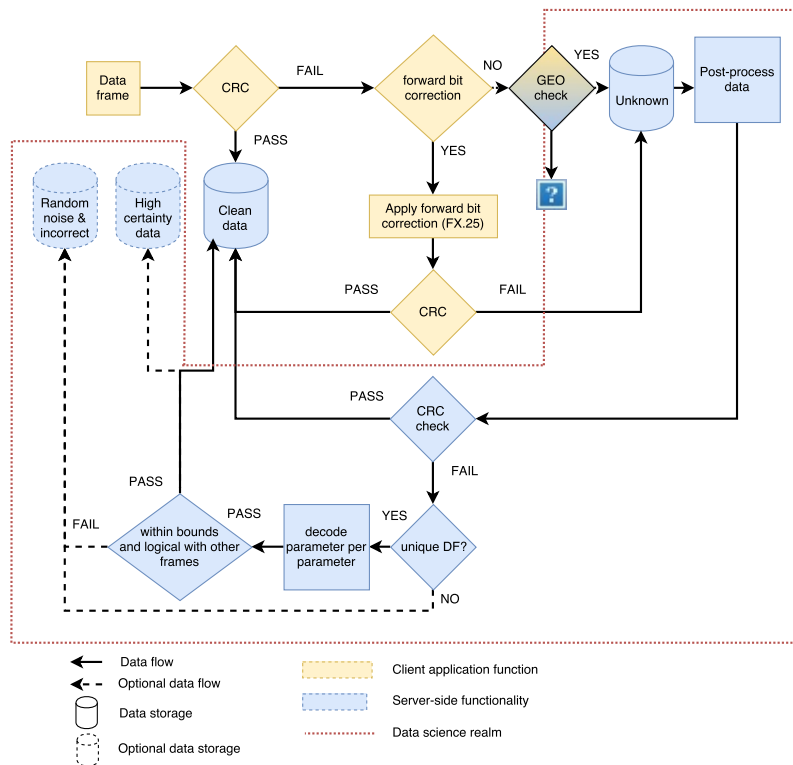 Data
frame
CRC
FAIL
forward bit
correction
NO
GEO
check
YES
Unknown
Post-process
data
PASS
YES
Random
noise &
incorrect
High
certainty
data
Clean
data
?
Apply forward bit
correction (FX.25)
PASS
CRC
FAIL
PASS
CRC
check
FAIL
PASS
PASS
YES
FAIL
within bounds
and logical with other
frames
decode
parameter per
parameter
unique DF?
NO
Data flow
Optional data flow
Data storage
Optional data storage
Client application function
Server-side functionality
Data science realm